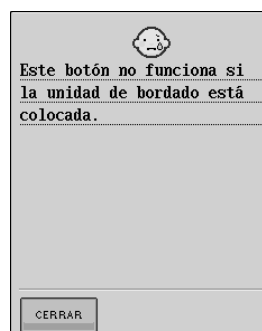 Este botón no funciona si
la unidad de bordado está
colocada.
CERRAR